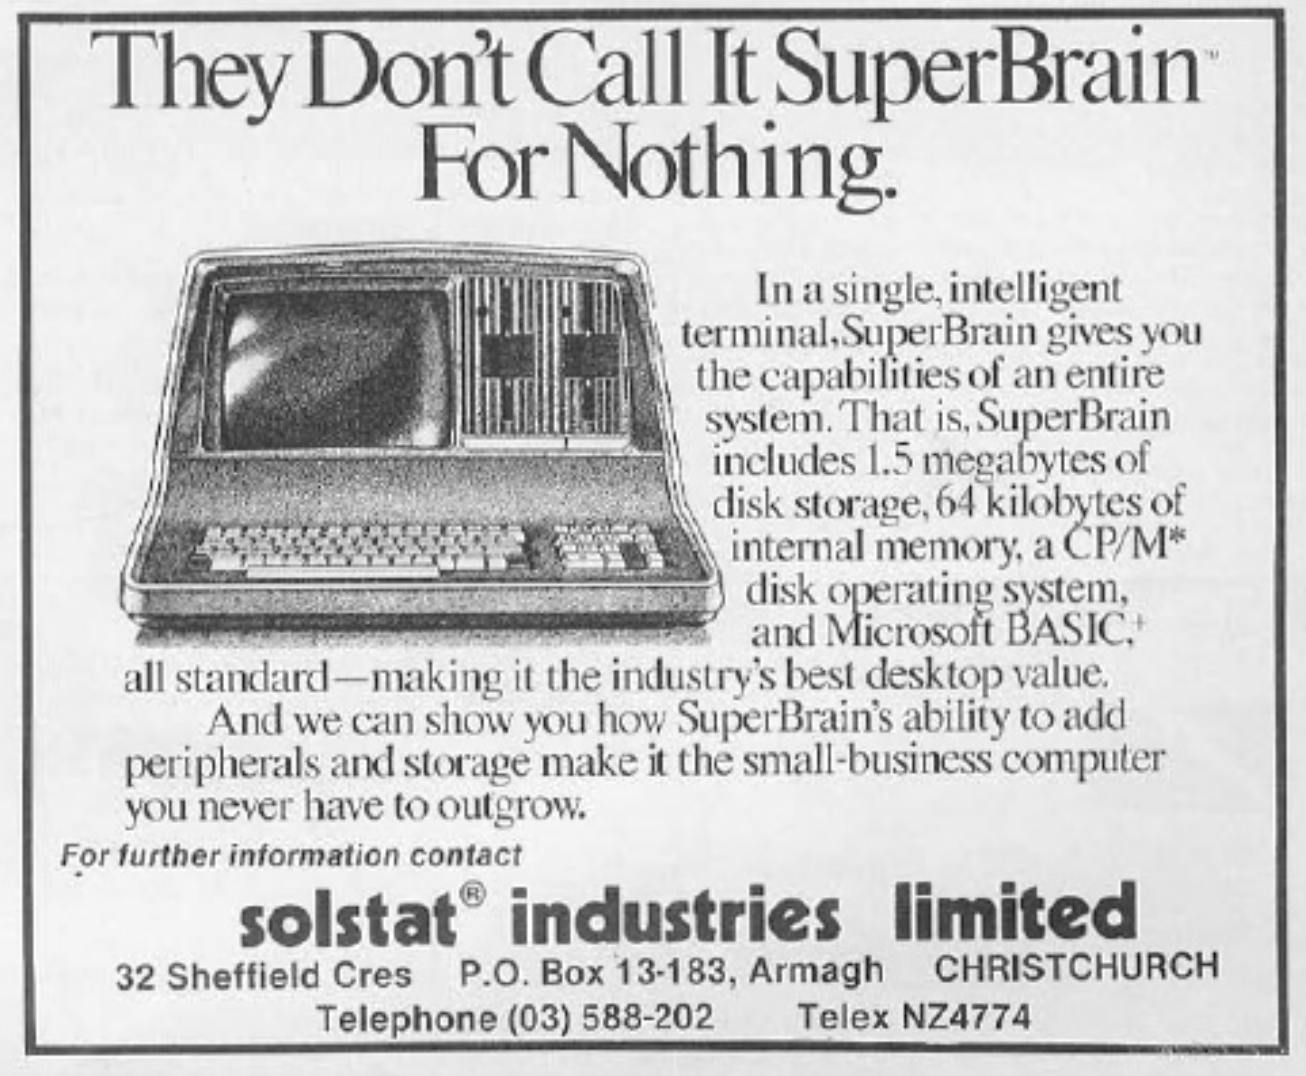 They Don't Call It SuperBrain™
For Nothing.
In a single, intelligent
terminal, SuperBrain gives you
the capabilities of an entire
system. That is, SuperBrain
includes 1.5 megabytes of
disk storage, 64 kilobytes of
internal memory, a CP/M*
disk operating system,
and Microsoft BASIC,+
all standard—making it the industry's best desktop value.
And we can show you how SuperBrain's ability to add
peripherals and storage make it the small-business computer
you never have to outgrow.
For further information contact
solstat® industries limited
32 Sheffield Cres P.O. Box 13-183, Armagh CHRISTCHURCH
Telephone (03) 588-202 Telex NZ4774